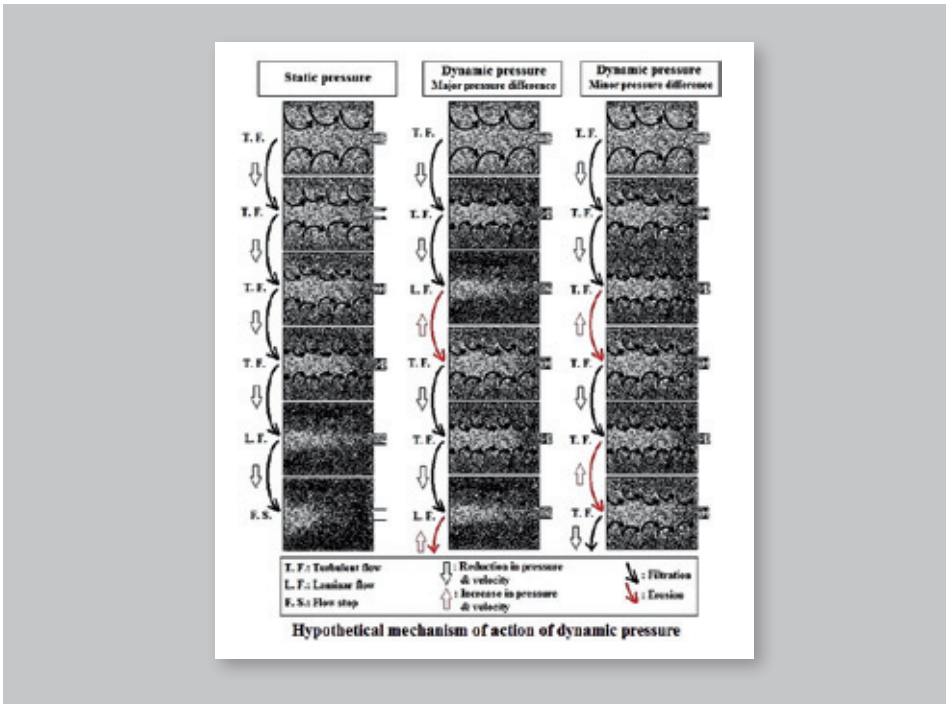 Static pressure
Dynamic pressure
Major pressure difference
Dynamic pressure
Minor pressure difference
T. F.
T. F.
T. F.
T. F.
L. F.
F. S.
T. F.
T. F.
L. F.
T. F.
T. F.
L. F.
T. F.
T. F.
T. F.
T. F.
T. F.
T. F.
T. F.: Turbulent flow
L. F.: Laminar flow
F. S.: Flow stop
: Reduction in pressure
& velocity
: Increase in pressure
& velocity
: Filtration
: Erosion
Hypothetical mechanism of action of dynamic pressure